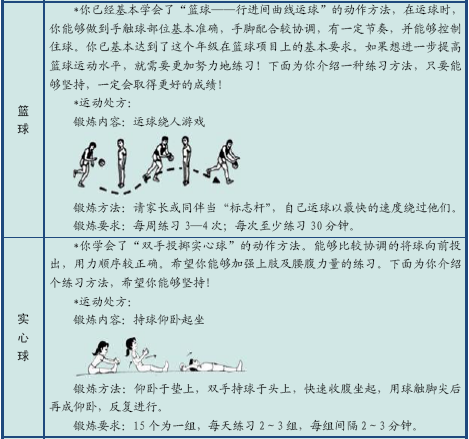 *你已经基本学会了“篮球——行进间曲线运球”的动作方法，在运球时，
你能够做到手触球部位基本准确，手脚配合较协调，有一定节奏，并能够控制
住球。你已基本达到了这个年级在篮球项目上的基本要求。如果想进一步提高
篮球运动水平，就需要更加努力地练习！下面为你介绍一种练习方法，只要能
够坚持，一定会取得更好的成绩！
*运动处方：
篮球
锻炼内容：运球绕人游戏
锻炼方法：请家长或同伴当“标志杆”，自己运球以最快的速度绕过他们。
锻炼要求：每周练习3—4次；每次至少练习30分钟。
*你学会了“双手投掷实心球”的动作方法。能够比较协调的将球向前投
出，用力顺序较正确。希望你能够加强上肢及腰腹力量的练习。下面为你介绍
个练习方法，希望你能够坚持！
*运动处方：
实心球
锻炼内容：持球仰卧起坐
锻炼方法：仰卧于垫上，双手持球于头上，快速收腹坐起，用球触脚尖后
再成仰卧，反复进行。
锻炼要求：15个为一组，每天练习2~3组，每组间隔2~3分钟。